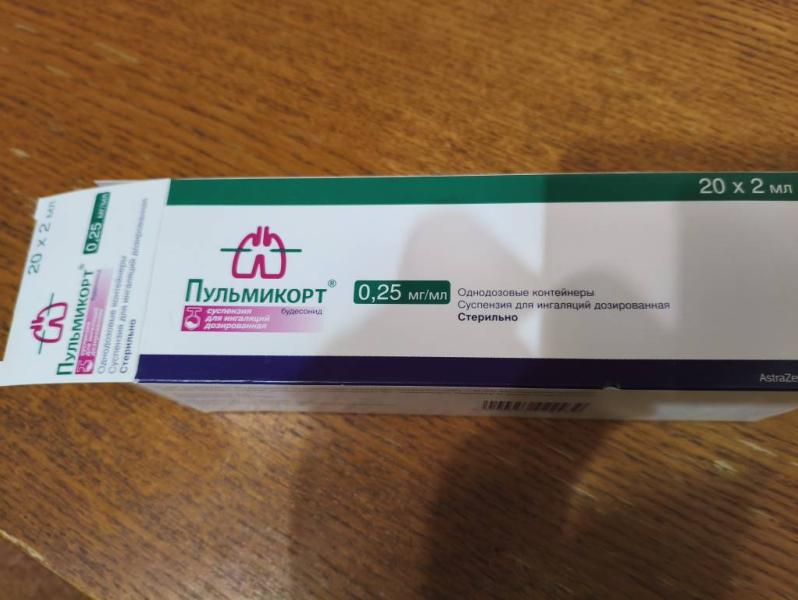 20 x 2 мл
Пульмикорт®
суспензия
для ингаляций
дозированная
будесонид
0,25 мг/мл
Однодозовые контейнеры
Суспензия для ингаляций дозированная
Стерильно
AstraZe
20 x 2 мл
Пульмикорт®
0,25 мг/мл
Однодозовые контейнеры
Суспензия для ингаляций дозированная
Стерильно